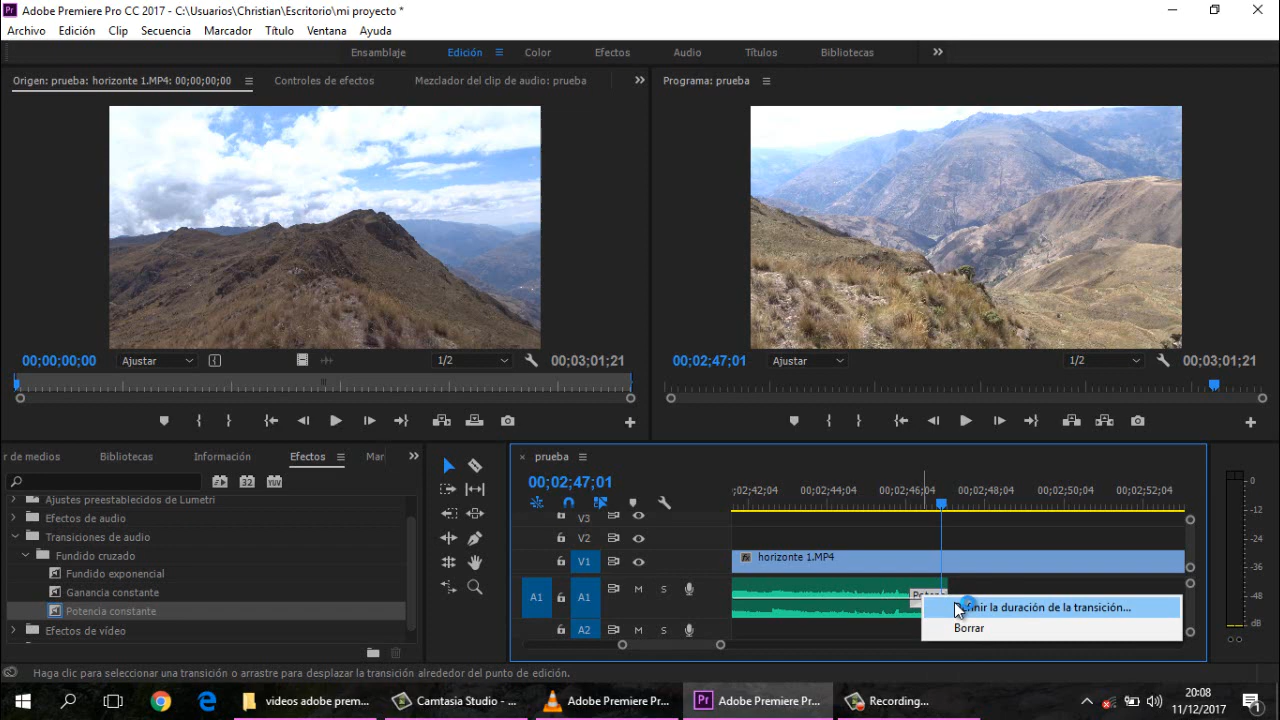 Adobe Premiere Pro CC 2017 - C:\Usuarios\Christian\Escritorio\mi proyecto *
Archivo Edición Clip Secuencia Marcador Título Ventana Ayuda
Ensamblaje Edición Color Efectos Audio Títulos Bibliotecas
Origen: prueba: horizonte 1.MP4: 00;00;00;00 Controles de efectos Mezclador del clip de audio: prueba
Programa: prueba
00;00;00;00 Ajustar 1/2 00;03;01;21
00;02;47;01 Ajustar 1/2 00;03;01;21
r de medios Bibliotecas Información Efectos Mar
Ajustes preestablecidos de Lumetri
Efectos de audio
Transiciones de audio
Fundido cruzado
Fundido exponencial
Ganancia constante
Potencia constante
Efectos de vídeo
× prueba
00;02;47;01
;02;42;04 00;02;44;04 00;02;46;04 00;02;48;04 00;02;50;04 00;02;52;04
V3
V2
V1 horizonte 1.MP4
A1 A1 M S
A2 M S
finir la duración de la transición...
Borrar
0
-12
-24
-36
-48
dB
Haga clic para seleccionar una transición o arrastre para desplazar la transición alrededor del punto de edición.
videos adobe prem... Camtasia Studio - ... Adobe Premiere Pr... Adobe Premiere Pr... Recording...
20:08
11/12/2017